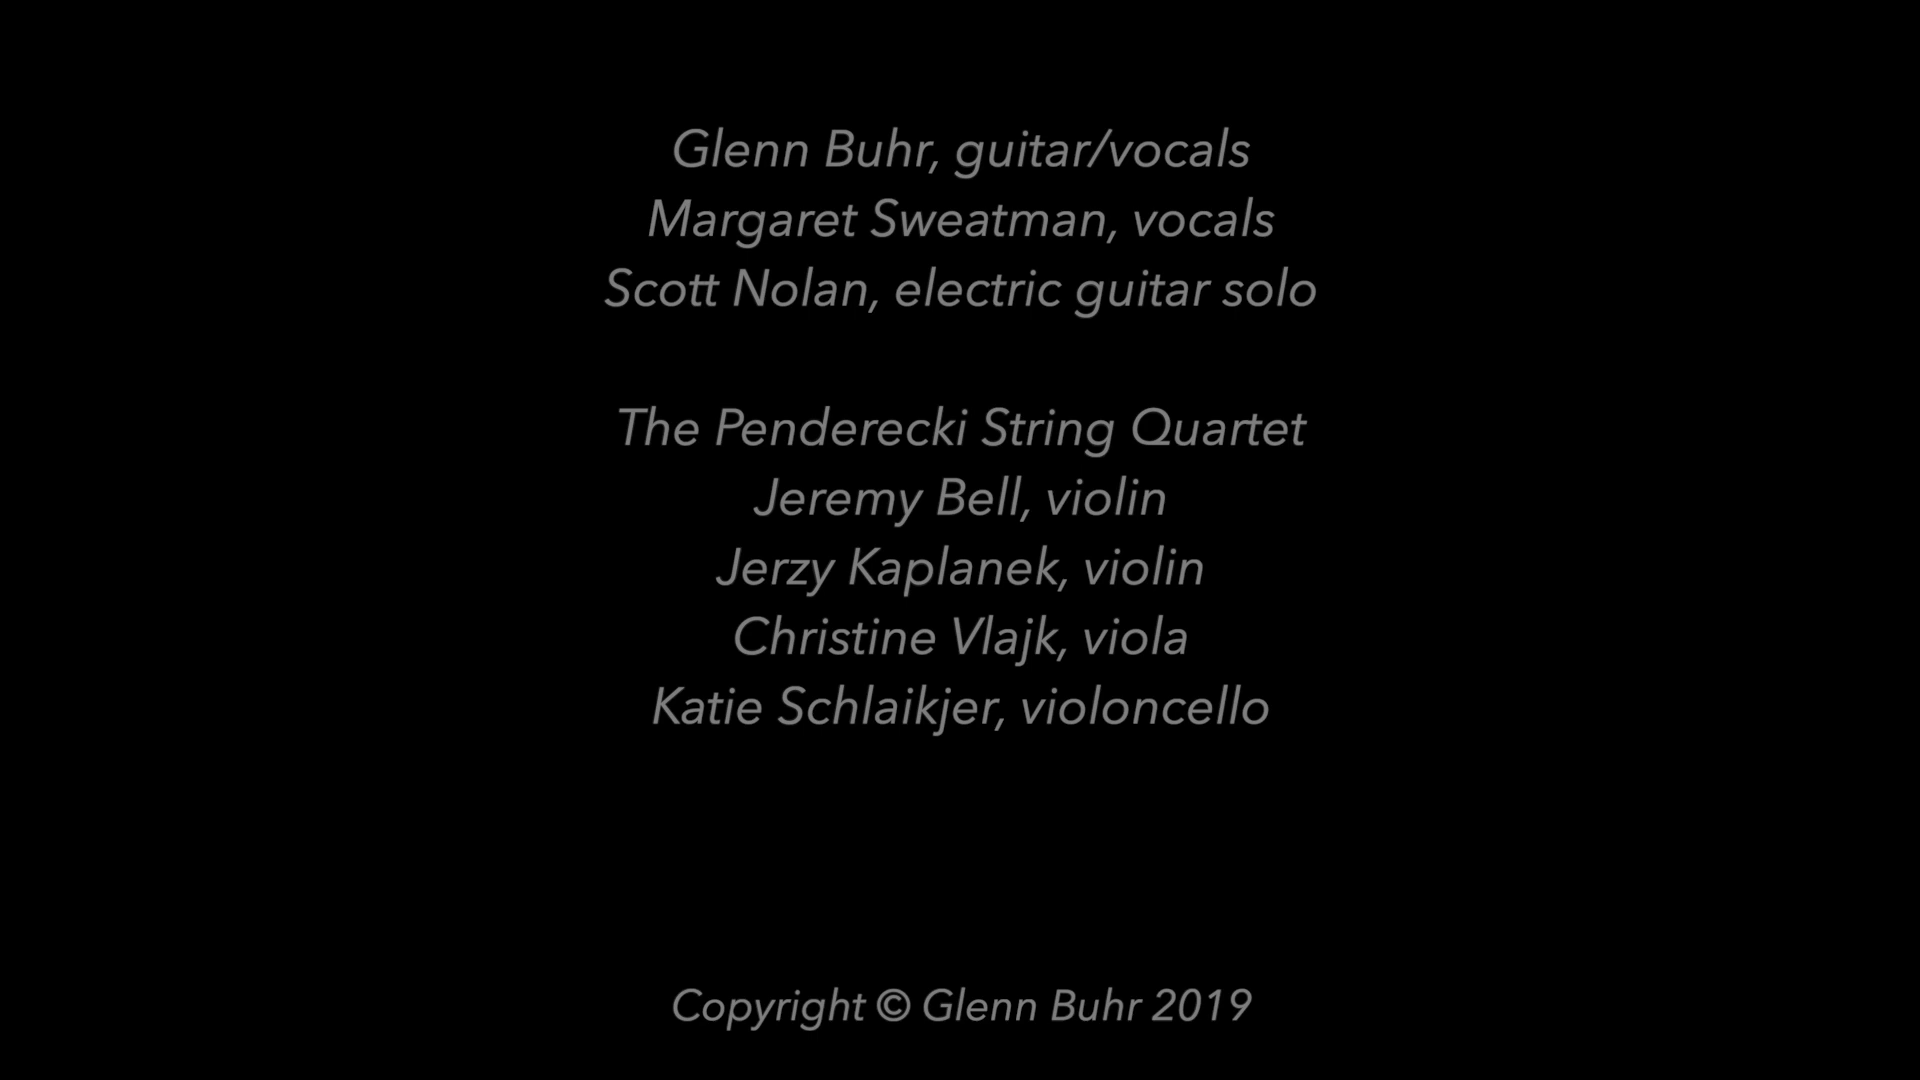 Glenn Buhr, guitar/vocals
Margaret Sweatman, vocals
Scott Nolan, electric guitar solo
The Penderecki String Quartet
Jeremy Bell, violin
Jerzy Kaplanek, violin
Christine Vlajk, viola
Katie Schlaikjer, violoncello
Copyright © Glenn Buhr 2019